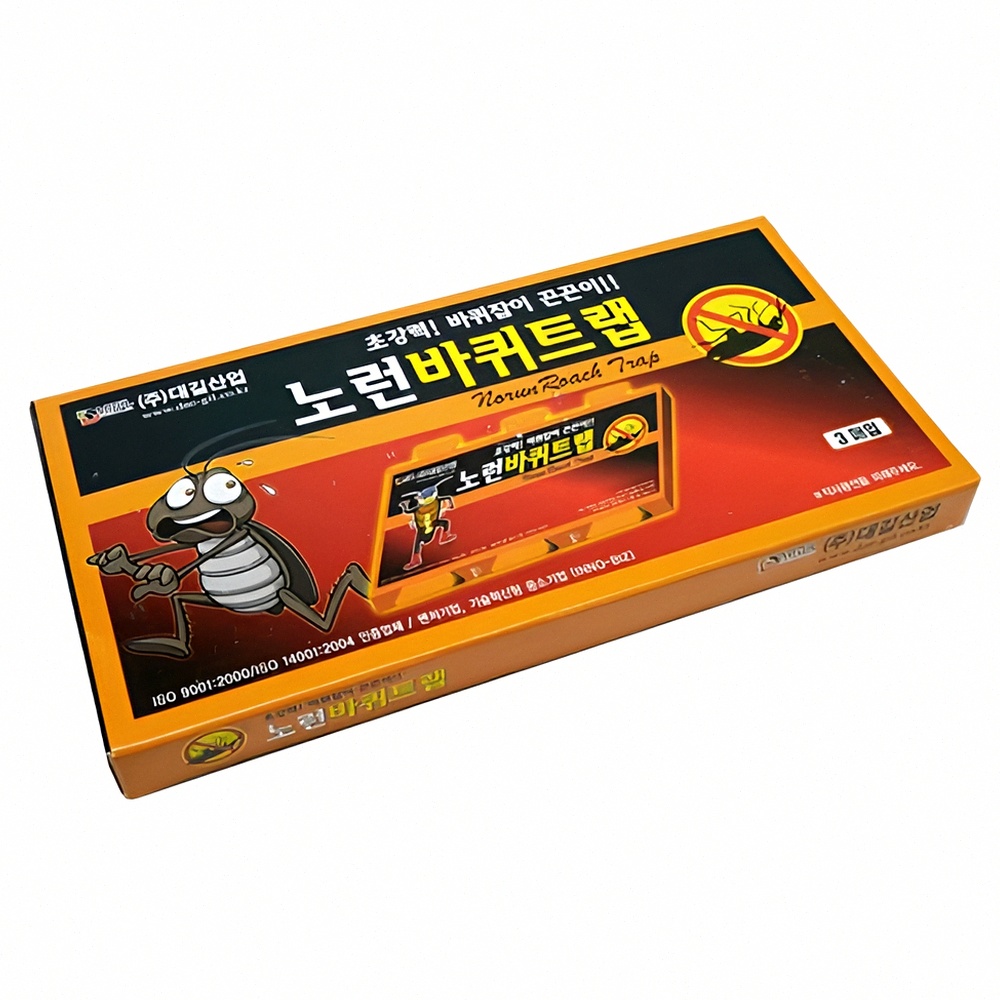 초강력! 바퀴잡이 끈끈이!!
(주)대길산업
노런바퀴트랩
Norun Roach Trap
3매입
노런바퀴트랩
ISO 9001:2000/ISO 14001:2004 인증업체 / 벤처기업, 기술혁신형 중소기업
(주)대길산업
노런바퀴트랩